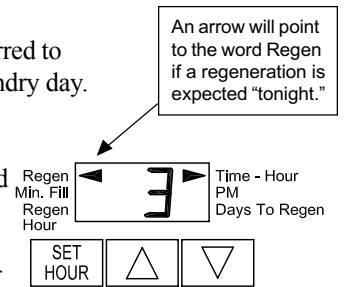 An arrow will point
to the word Regen
if a regeneration is
expected “tonight.”
rred to
ndry day.
d
Regen
Min. Fill
Regen
Hour
3
Time - Hour
PM
Days To Regen
SET
HOUR
.